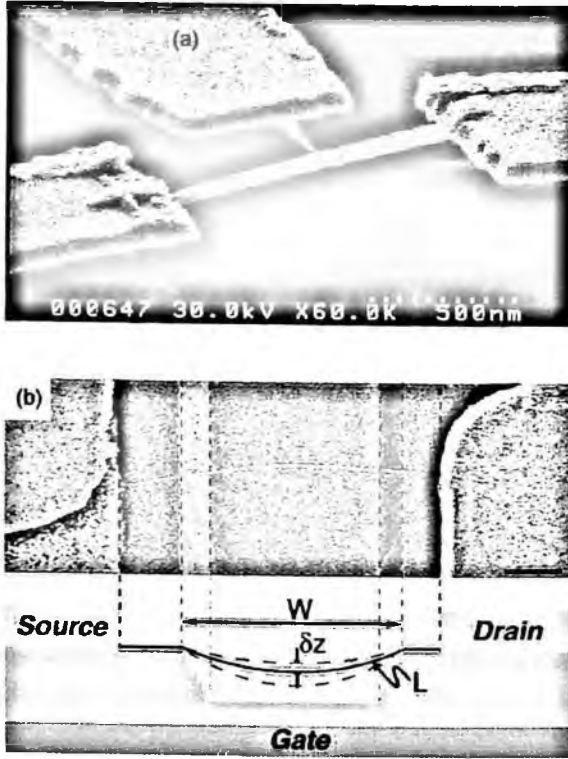 (a)
000647 30.0kV X60.0K 500nm
(b)
W
Source δz Drain
L
Gate